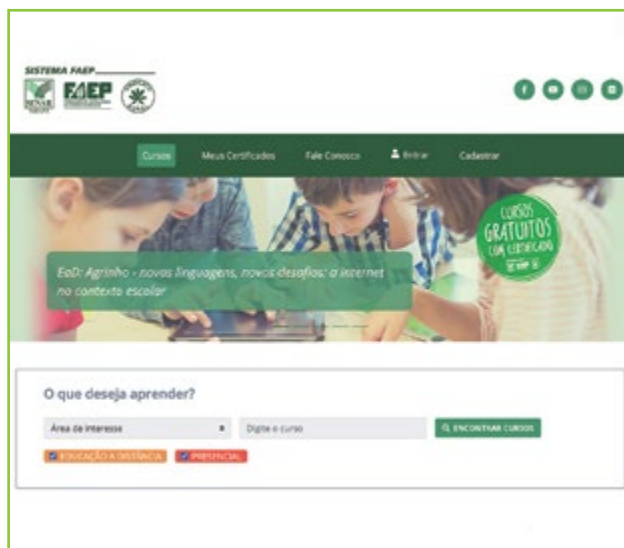 SISTEMA FAEP
SENAR
FAEP
Cursos
Meus Certificados
Fale Conosco
Entrar
Cadastrar
CURSOS
GRATUITOS
COM CERTIFICADO
EaD: Agrinho - novas linguagens, novos desafios: a internet
no contexto escolar
O que deseja aprender?
Área de interesse
Digite o curso
ENCONTRAR CURSOS
EDUCAÇÃO A DISTÂNCIA
PRESENCIAL